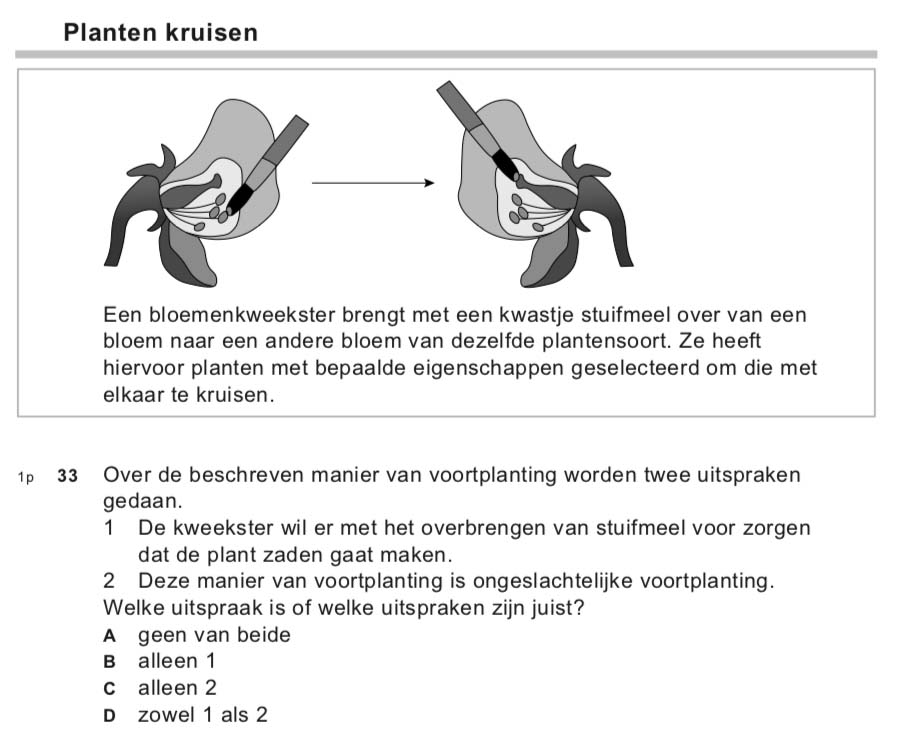 Planten kruisen
Een bloemenkweekster brengt met een kwastje stuifmeel over van een
bloem naar een andere bloem van dezelfde plantensoort. Ze heeft
hiervoor planten met bepaalde eigenschappen geselecteerd om die met
elkaar te kruisen.
1p 33 Over de beschreven manier van voortplanting worden twee uitspraken
gedaan.
1 De kweekster wil er met het overbrengen van stuifmeel voor zorgen
dat de plant zaden gaat maken.
2 Deze manier van voortplanting is ongeslachtelijke voortplanting.
Welke uitspraak is of welke uitspraken zijn juist?
A geen van beide
B alleen 1
C alleen 2
D zowel 1 als 2